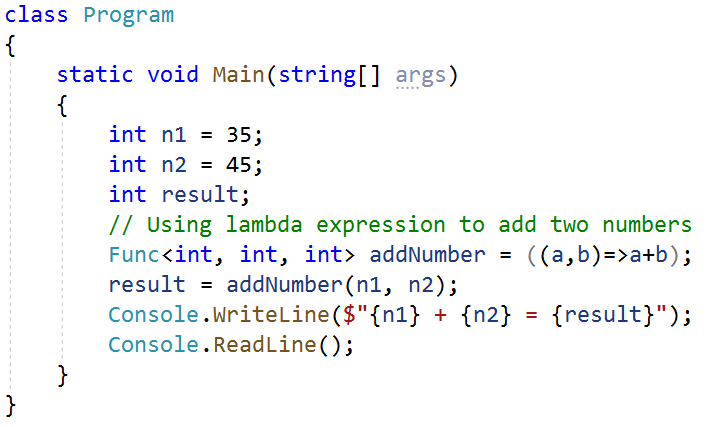 class Program
{
    static void Main(string[] args)
    {
        int n1 = 35;
        int n2 = 45;
        int result;
        // Using lambda expression to add two numbers
        Func<int, int, int> addNumber = ((a,b)=>a+b);
        result = addNumber(n1, n2);
        Console.WriteLine($"{n1} + {n2} = {result}");
        Console.ReadLine();
    }
}